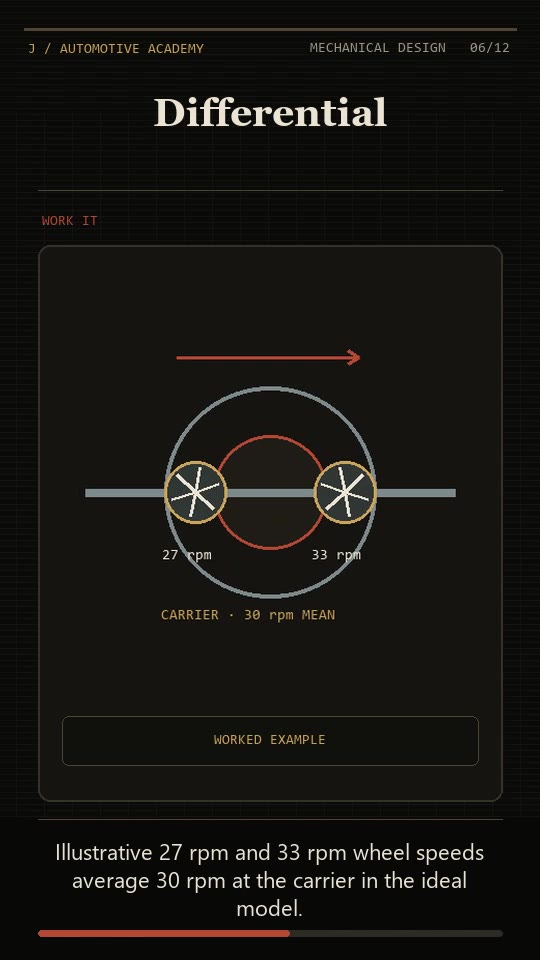 J / AUTOMOTIVE ACADEMY
MECHANICAL DESIGN 06/12
Differential
WORK IT
27 rpm
33 rpm
CARRIER · 30 rpm MEAN
WORKED EXAMPLE
Illustrative 27 rpm and 33 rpm wheel speeds
average 30 rpm at the carrier in the ideal
model.